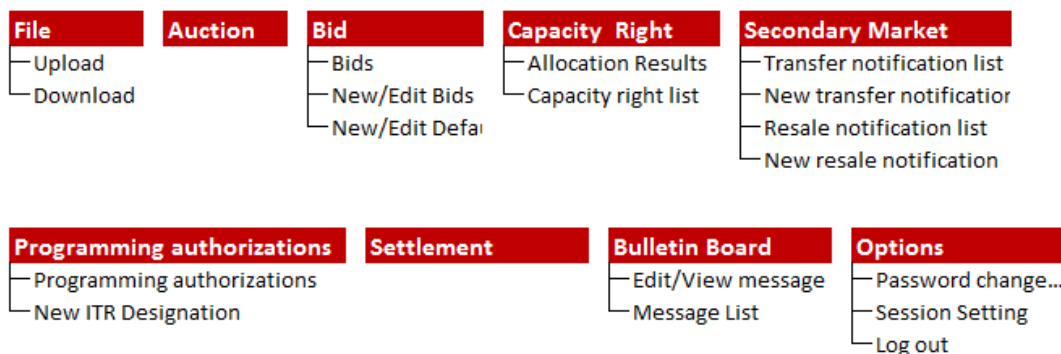 File
Upload
Download
Auction
Bid
Bids
New/Edit Bids
New/Edit Defau
Capacity Right
Allocation Results
Capacity right list
Secondary Market
Transfer notification list
New transfer notification
Resale notification list
New resale notification
Programming authorizations
Programming authorizations
New ITR Designation
Settlement
Bulletin Board
Edit/View message
Message List
Options
Password change...
Session Setting
Log out